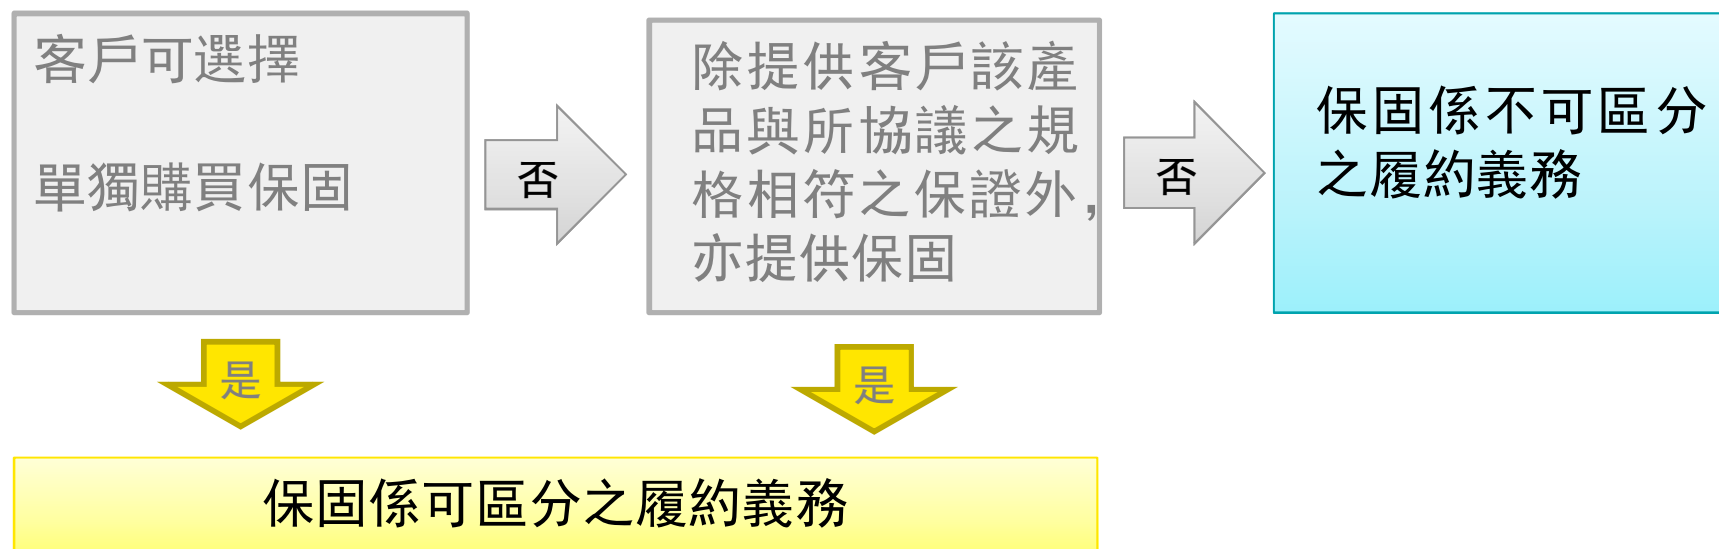 客戶可選擇
單獨購買保固
否
除提供客戶該產
品與所協議之規
格相符之保證外,
亦提供保固
否
保固係不可區分
之履約義務
是
是
保固係可區分之履約義務